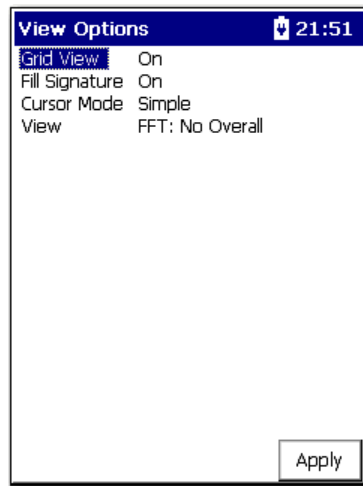 View Options 21:51
Grid View On
Fill Signature On
Cursor Mode Simple
View FFT: No Overall
Apply